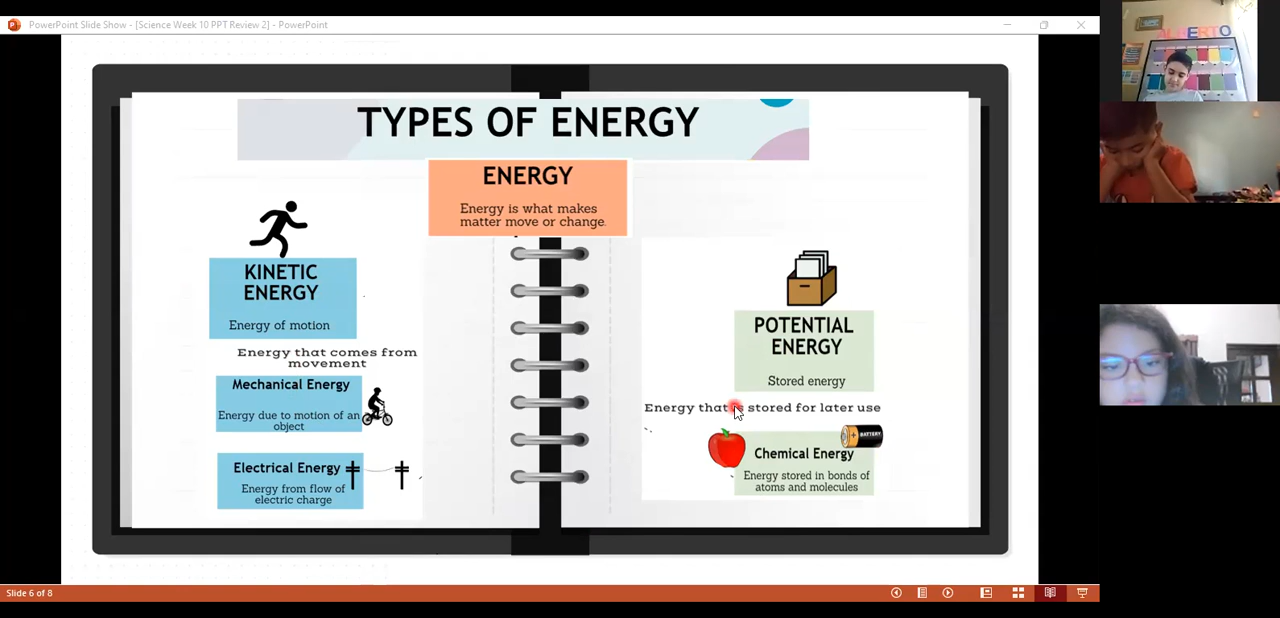 PowerPoint Slide Show - [Science Week 10 PPT Review 2] - PowerPoint
TYPES OF ENERGY
ENERGY
Energy is what makes
matter move or change.
KINETIC
ENERGY
Energy of motion
Energy that comes from
movement
Mechanical Energy
Energy due to motion of an
object
Electrical Energy
Energy from flow of
electric charge
POTENTIAL
ENERGY
Stored energy
Energy that is stored for later use
BATTERY
Chemical Energy
Energy stored in bonds of
atoms and molecules
Slide 6 of 8
ALBERTO